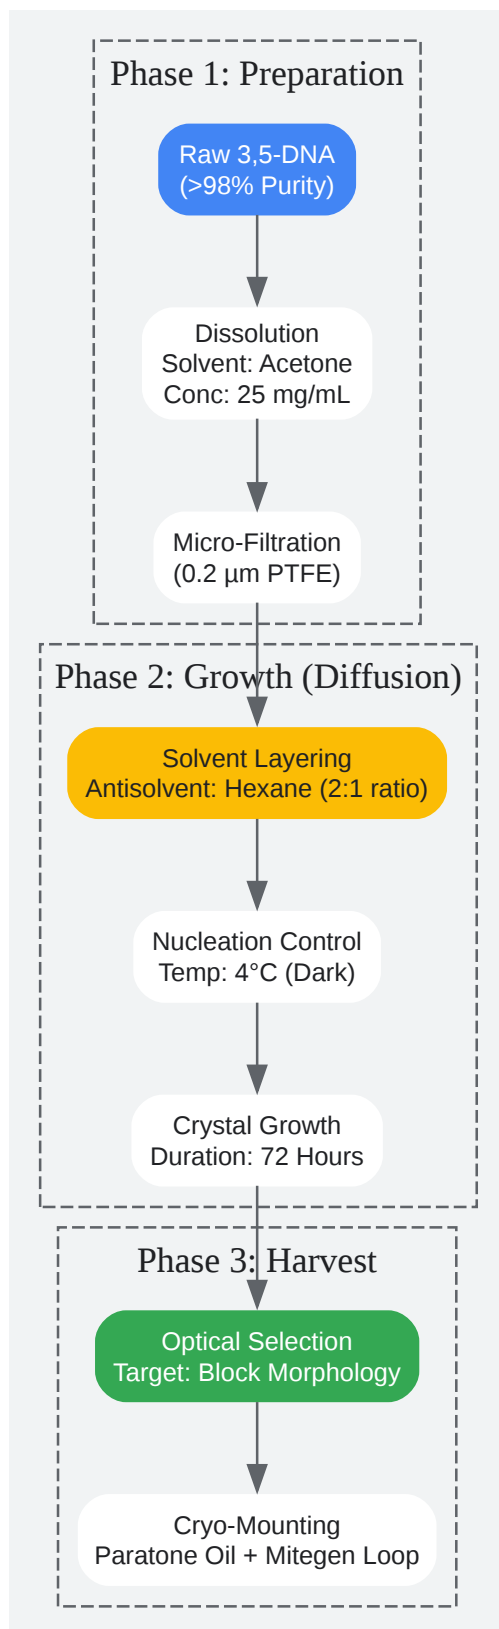 Phase 1: Preparation
Raw 3,5-DNA
(>98% Purity)
Dissolution
Solvent: Acetone
Conc: 25 mg/mL
Micro-Filtration
(0.2 µm PTFE)
Phase 2: Growth (Diffusion)
Solvent Layering
Antisolvent: Hexane (2:1 ratio)
Nucleation Control
Temp: 4°C (Dark)
Crystal Growth
Duration: 72 Hours
Phase 3: Harvest
Optical Selection
Target: Block Morphology
Cryo-Mounting
Paratone Oil + Mitegen Loop